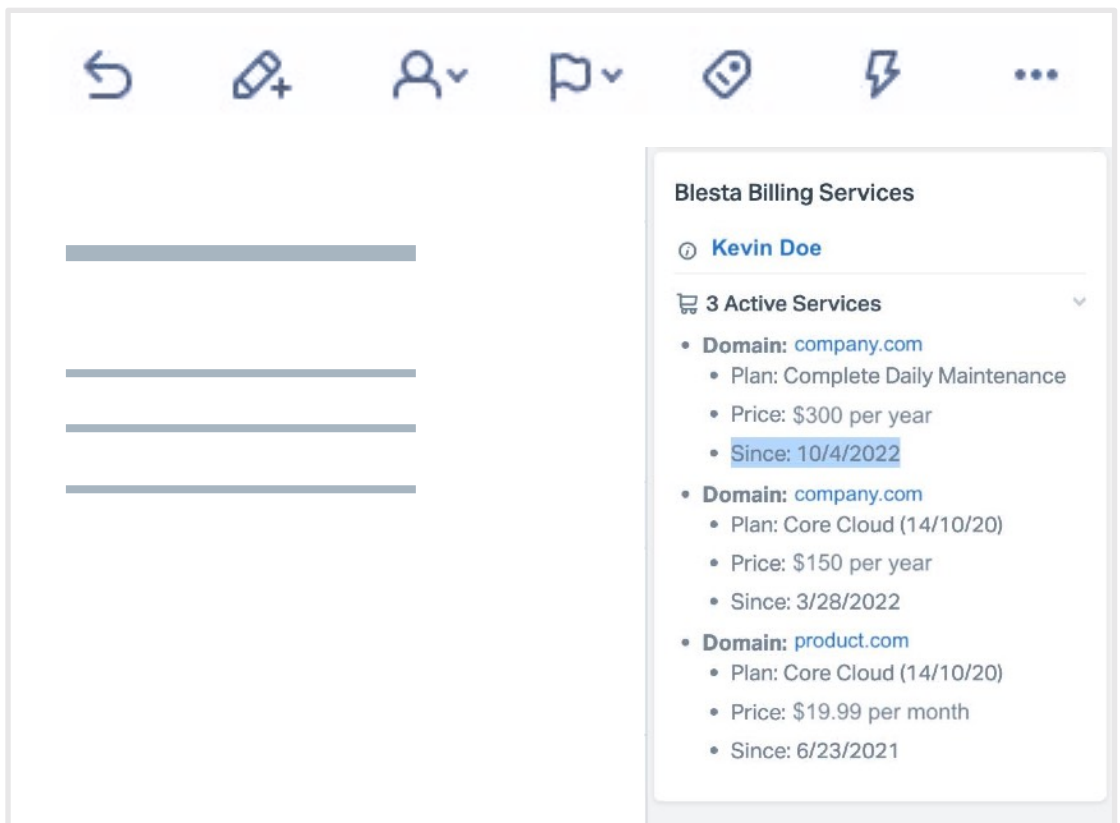 Blesta Billing Services
Kevin Doe
3 Active Services
• Domain: company.com
• Plan: Complete Daily Maintenance
• Price: $300 per year
• Since: 10/4/2022
• Domain: company.com
• Plan: Core Cloud (14/10/20)
• Price: $150 per year
• Since: 3/28/2022
• Domain: product.com
• Plan: Core Cloud (14/10/20)
• Price: $19.99 per month
• Since: 6/23/2021